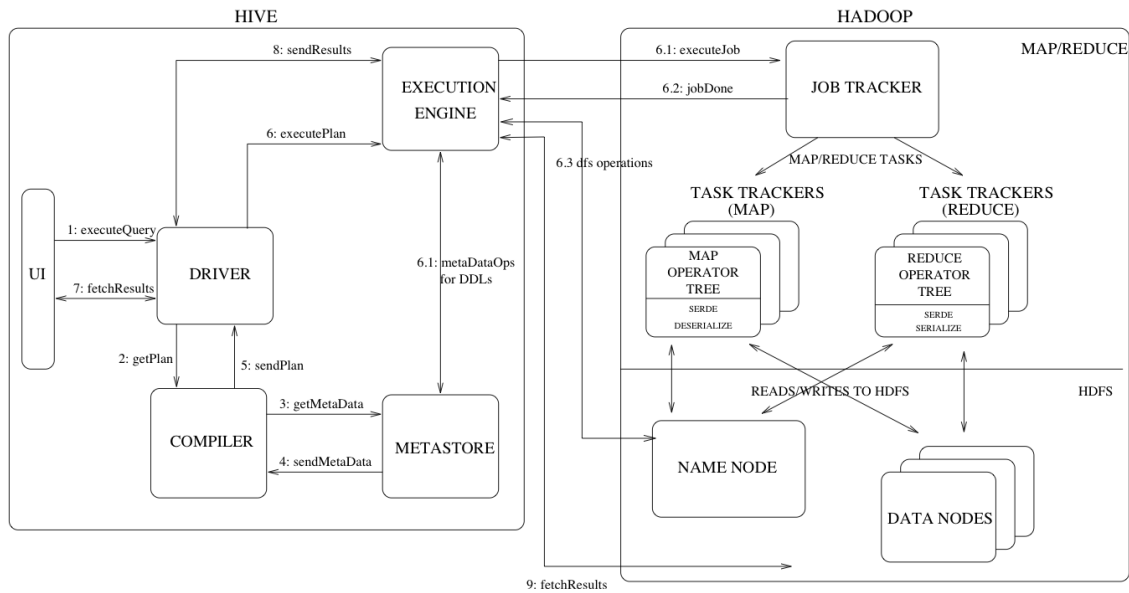 HIVE
HADOOP
8: sendResults
EXECUTION
ENGINE
6.1: executeJob
6.2: jobDone
JOB TRACKER
MAP/REDUCE
6: executePlan
6.3 dfs operations
MAP/REDUCE TASKS
TASK TRACKERS
(MAP)
TASK TRACKERS
(REDUCE)
UI
1: executeQuery
7: fetchResults
DRIVER
6.1: metaDataOps
for DDLs
MAP
OPERATOR
TREE
SERDE
DESERIALIZE
REDUCE
OPERATOR
TREE
SERDE
SERIALIZE
2: getPlan
5: sendPlan
READS/WRITES TO HDFS
HDFS
COMPILER
3: getMetaData
4: sendMetaData
METASTORE
NAME NODE
DATA NODES
9: fetchResults